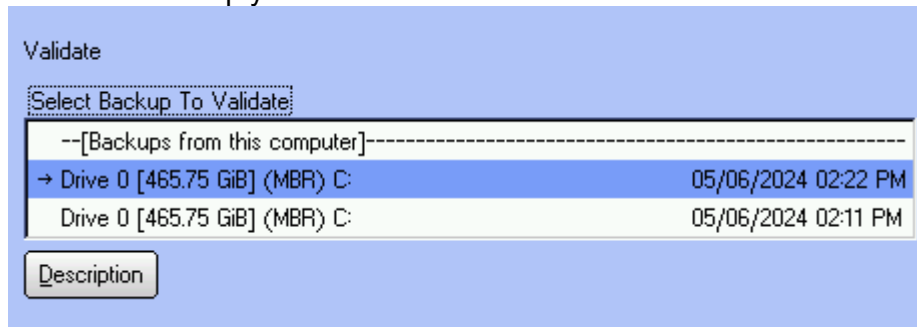 Validate
Select Backup To Validate
--[Backups from this computer]------------------------------------------------------
→ Drive 0 [465.75 GiB] (MBR) C: 05/06/2024 02:22 PM
Drive 0 [465.75 GiB] (MBR) C: 05/06/2024 02:11 PM
Description